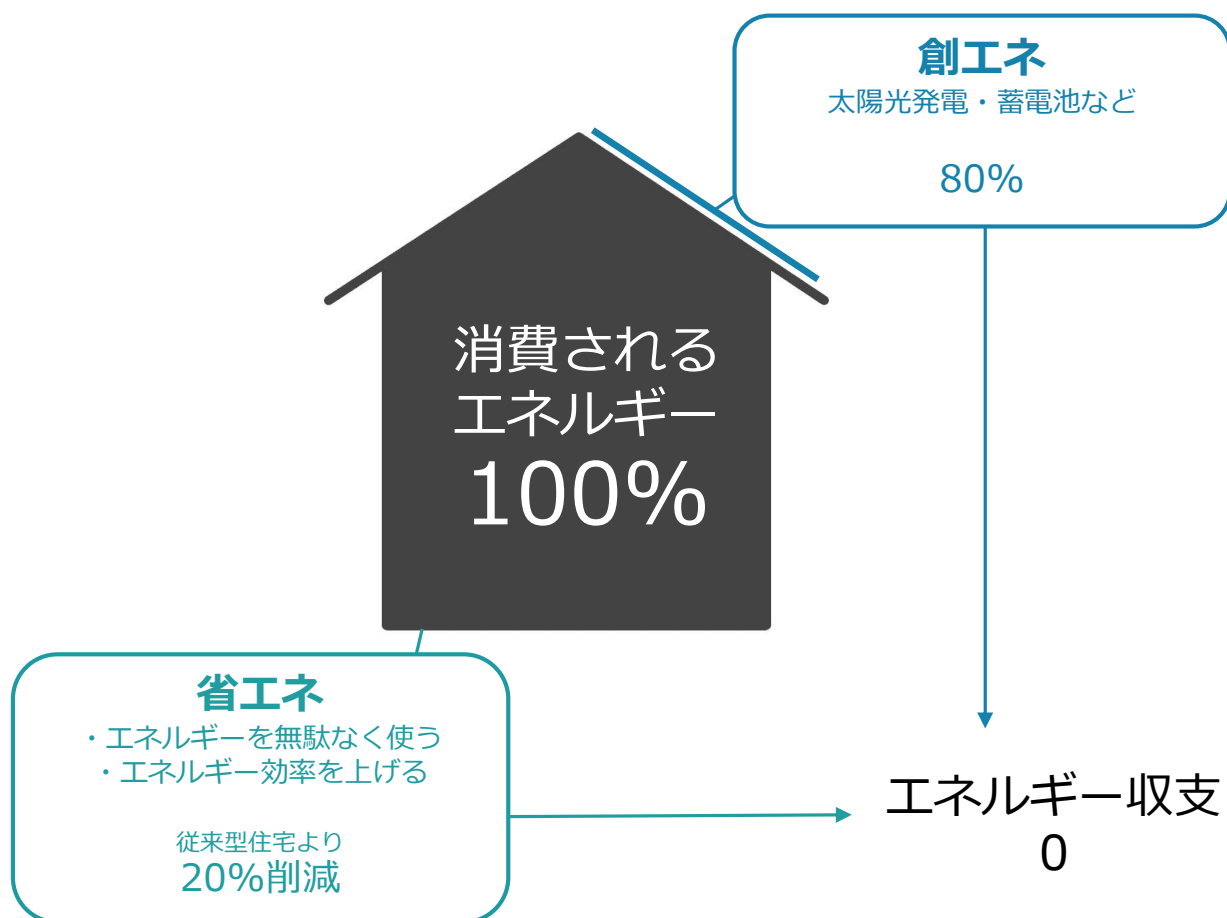 創エネ
太陽光発電・蓄電池など
80%
消費される
エネルギー
100%
省エネ
・エネルギーを無駄なく使う
・エネルギー効率を上げる
従来型住宅より
20%削減
エネルギー収支
0